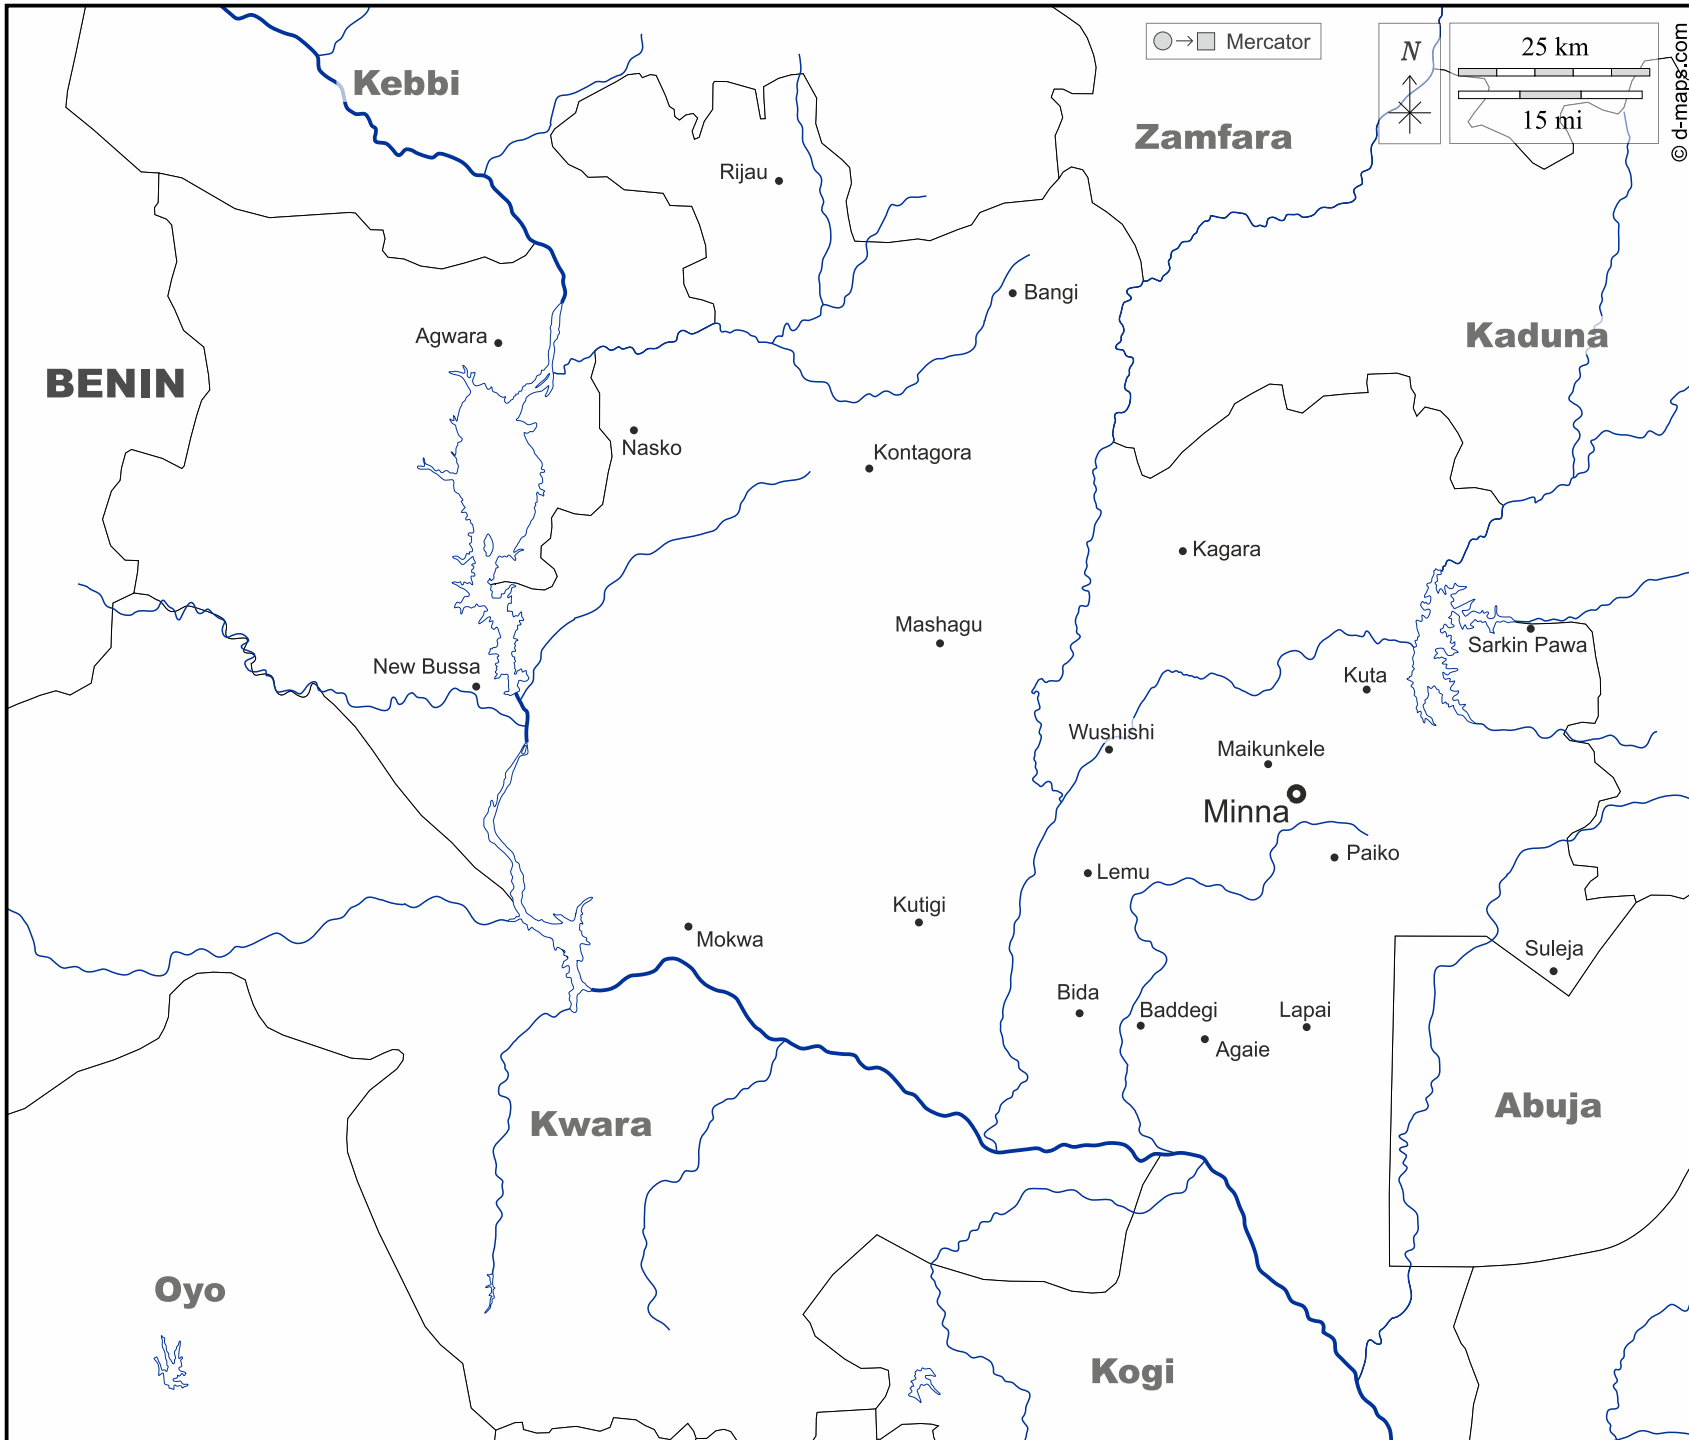 Mercator
N
25 km
15 mi
© d-maps.com
Kebbi
Zamfara
Rijau
Bangi
Agwara
Kaduna
BENIN
Nasko
Kontagora
Kagara
Mashagu
Sarkin Pawa
New Bussa
Kuta
Wushishi
Maikunkele
Minna
Paiko
Lemu
Kutigi
Mokwa
Suleja
Bida
Baddegi
Lapai
Agaie
Abuja
Kwara
Oyo
Kogi